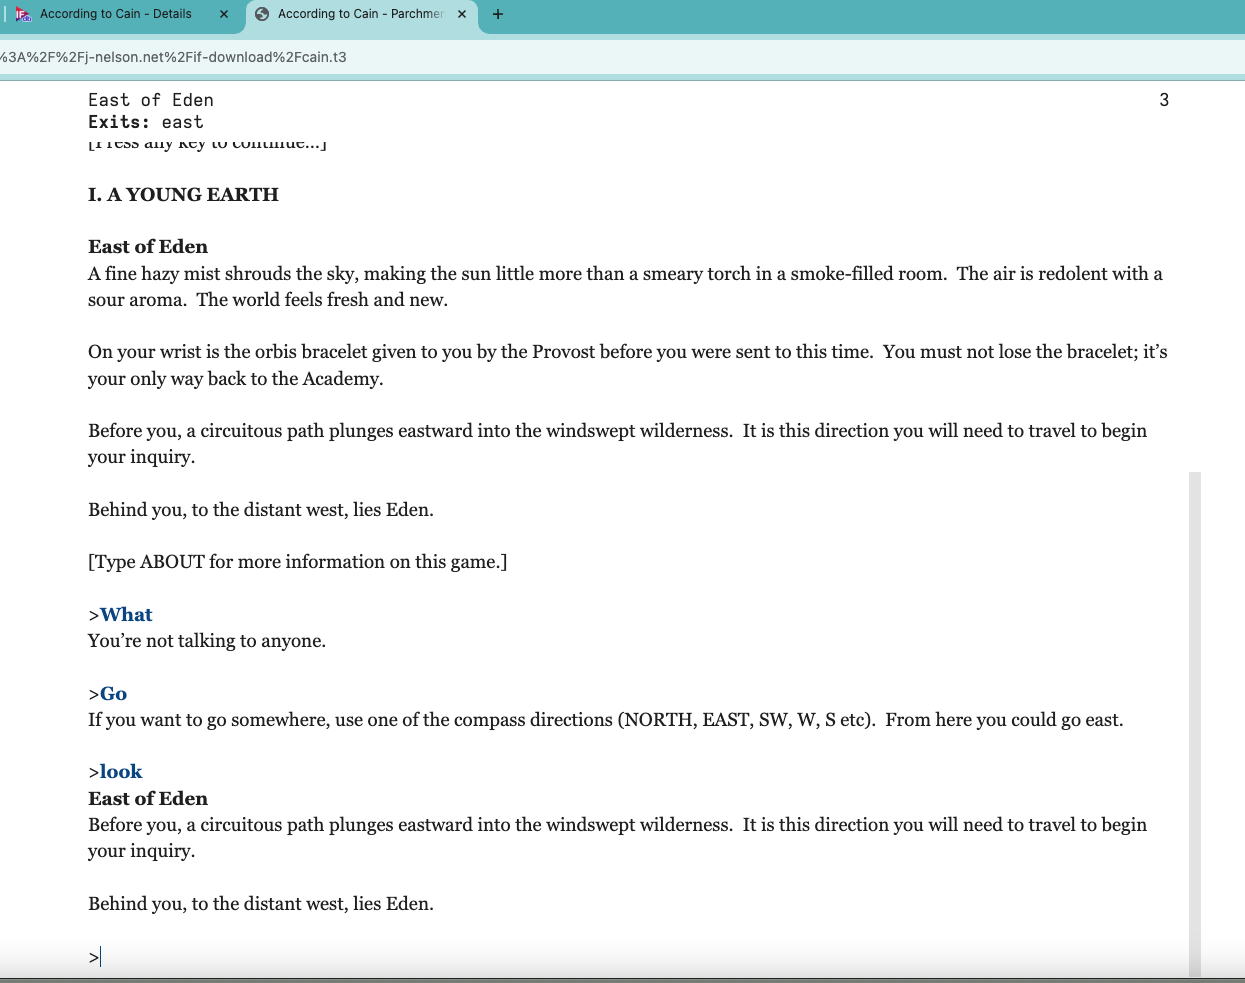 According to Cain - Details
According to Cain - Parchmer
%3A%2F%2Fj-nelson.net%2Fif-download%2Fcain.t3
East of Eden 3
Exits: east
[Press any key to continue...]
I. A YOUNG EARTH
East of Eden
A fine hazy mist shrouds the sky, making the sun little more than a smeary torch in a smoke-filled room.  The air is redolent with a
sour aroma.  The world feels fresh and new.
On your wrist is the orbis bracelet given to you by the Provost before you were sent to this time.  You must not lose the bracelet; it’s
your only way back to the Academy.
Before you, a circuitous path plunges eastward into the windswept wilderness.  It is this direction you will need to travel to begin
your inquiry.
Behind you, to the distant west, lies Eden.
[Type ABOUT for more information on this game.]
>What
You’re not talking to anyone.
>Go
If you want to go somewhere, use one of the compass directions (NORTH, EAST, SW, W, S etc).  From here you could go east.
>look
East of Eden
Before you, a circuitous path plunges eastward into the windswept wilderness.  It is this direction you will need to travel to begin
your inquiry.
Behind you, to the distant west, lies Eden.
>